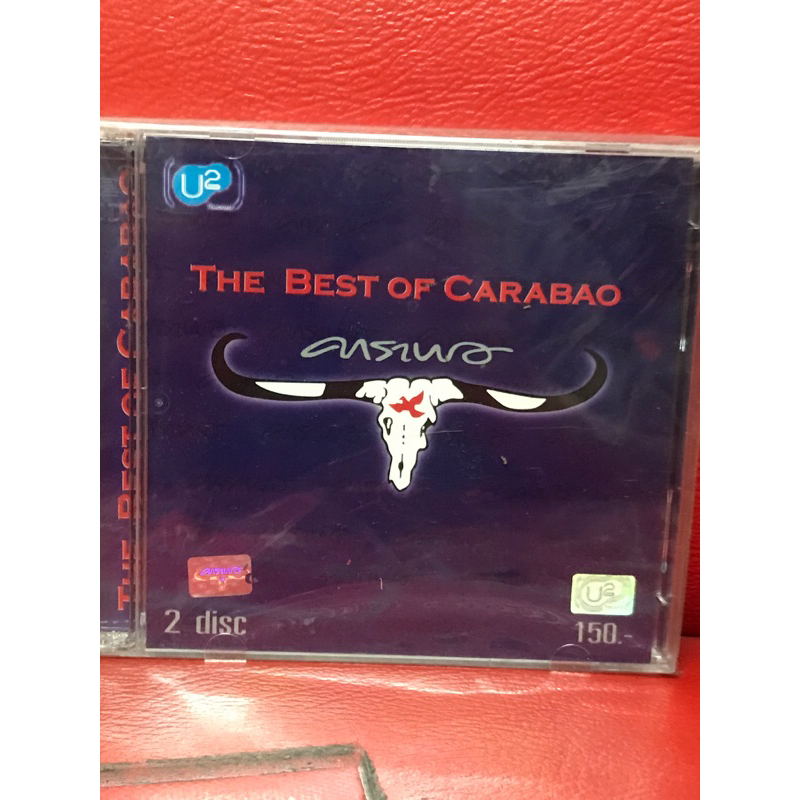 U2
THE BEST OF CARABAO
คาราบาว
THE BEST OF CARABAO
2 disc
U2
150.-